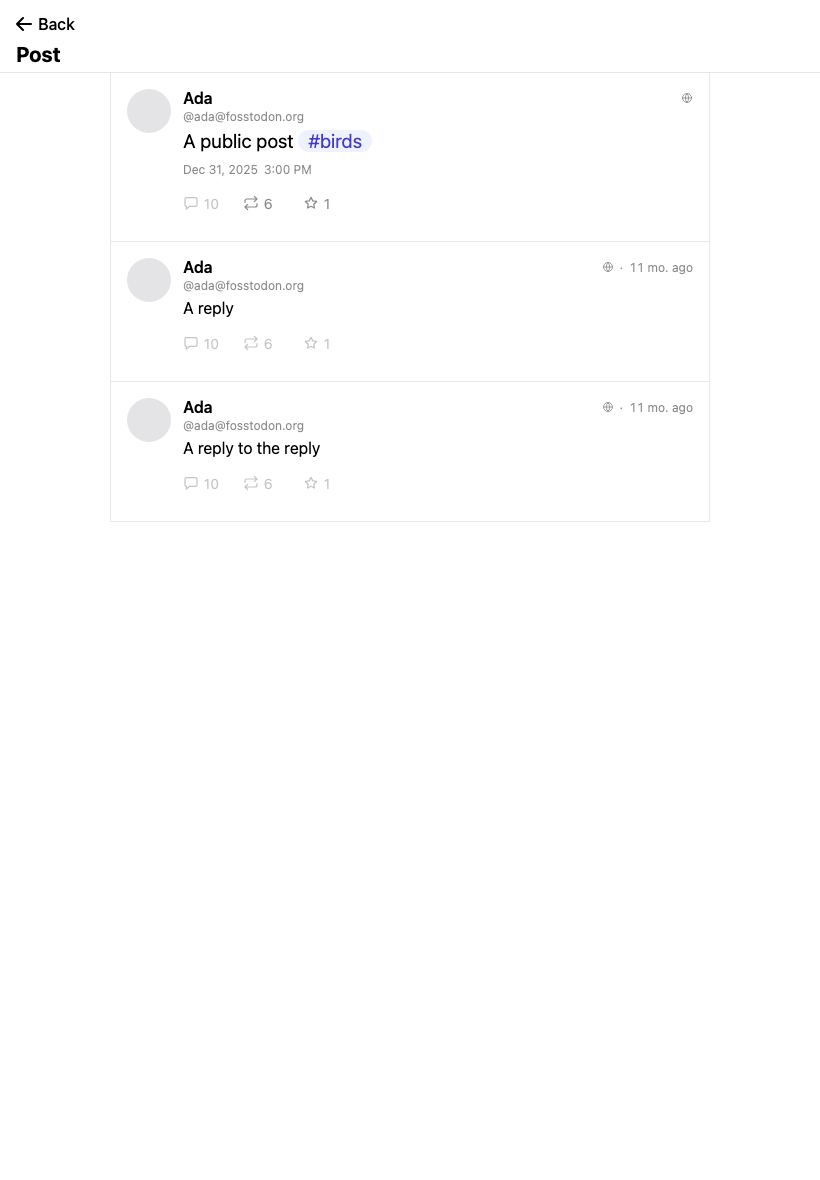 Back
Post
Ada
@ada@fosstodon.org
A public post #birds
Dec 31, 2025 3:00 PM
10 6 1
Ada
· 11 mo. ago
@ada@fosstodon.org
A reply
10 6 1
Ada
· 11 mo. ago
@ada@fosstodon.org
A reply to the reply
10 6 1